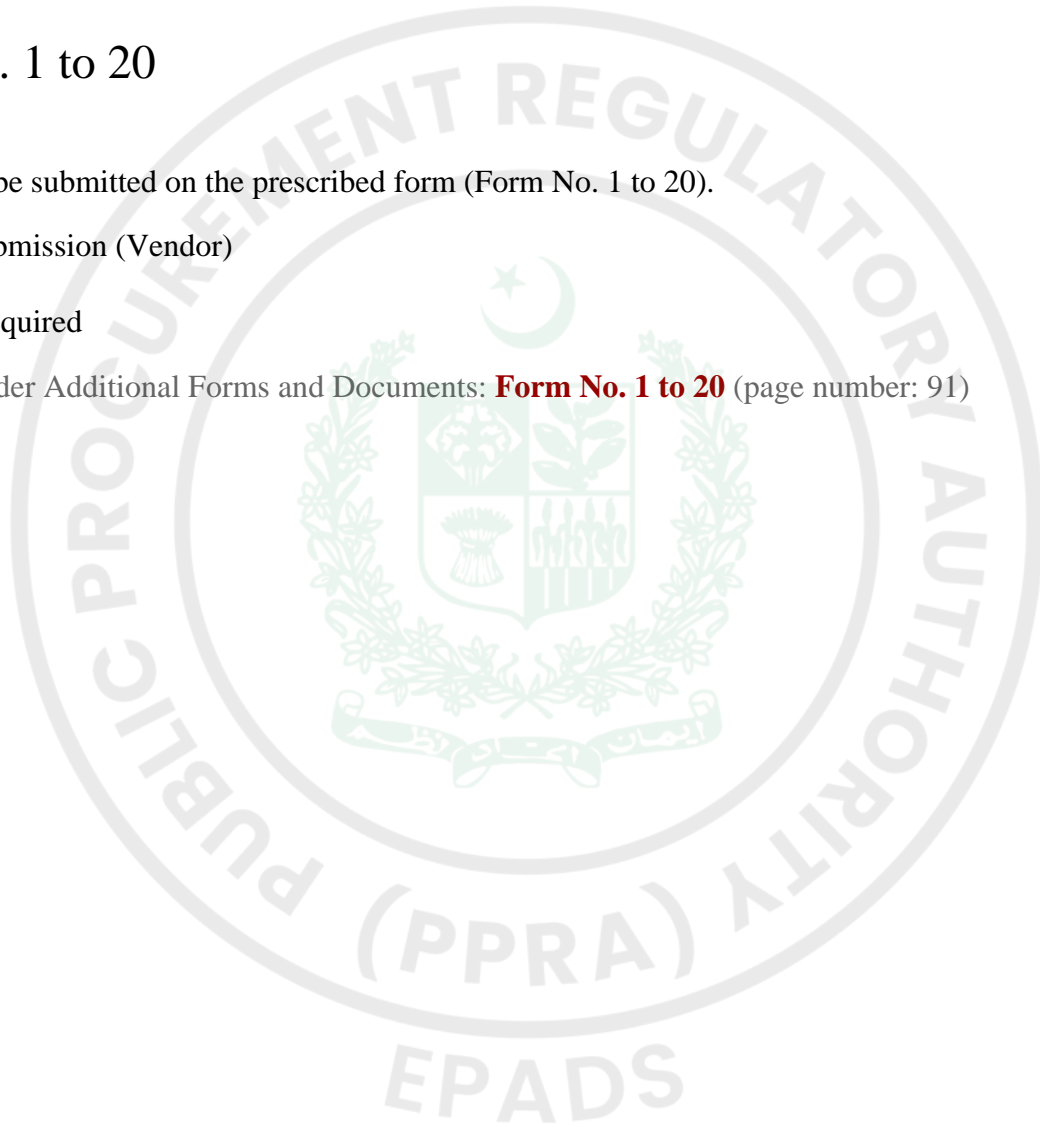 . 1 to 20
be submitted on the prescribed form (Form No. 1 to 20).
omission (Vendor)
quired
der Additional Forms and Documents: Form No. 1 to 20 (page number: 91)
PUBLIC PROCUREMENT REGULATORY AUTHORITY
(PPRA)
EPADS